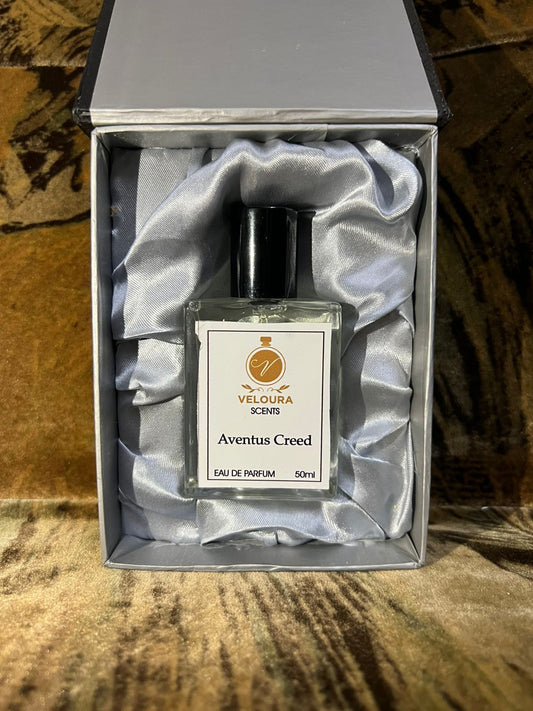 V
VELOURA
SCENTS
Aventus Creed
EAU DE PARFUM 50ml